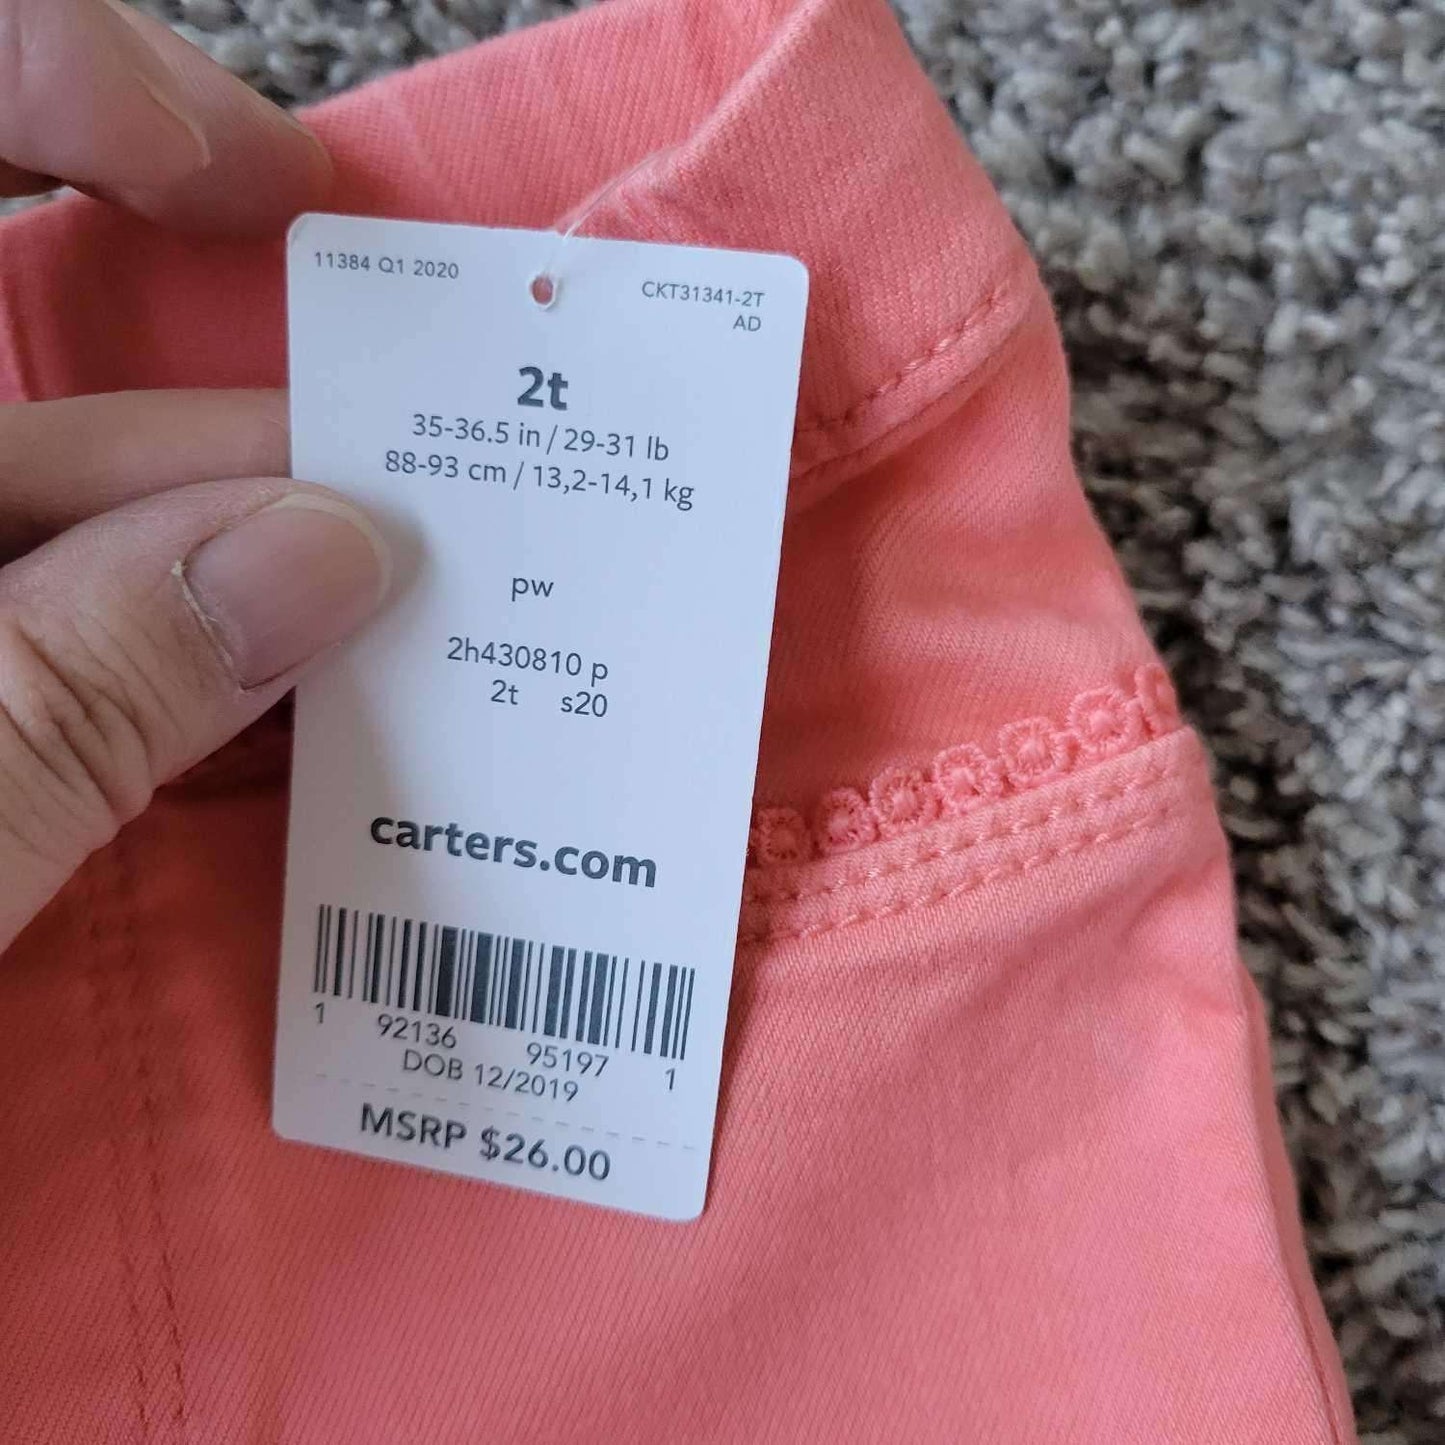 11384 Q1 2020
CKT31341-2T
AD
2t
35-36.5 in / 29-31 lb
88-93 cm / 13,2-14,1 kg
pw
2h430810 p
2t s20
carters.com
1 92136 95197 1
DOB 12/2019
MSRP $26.00